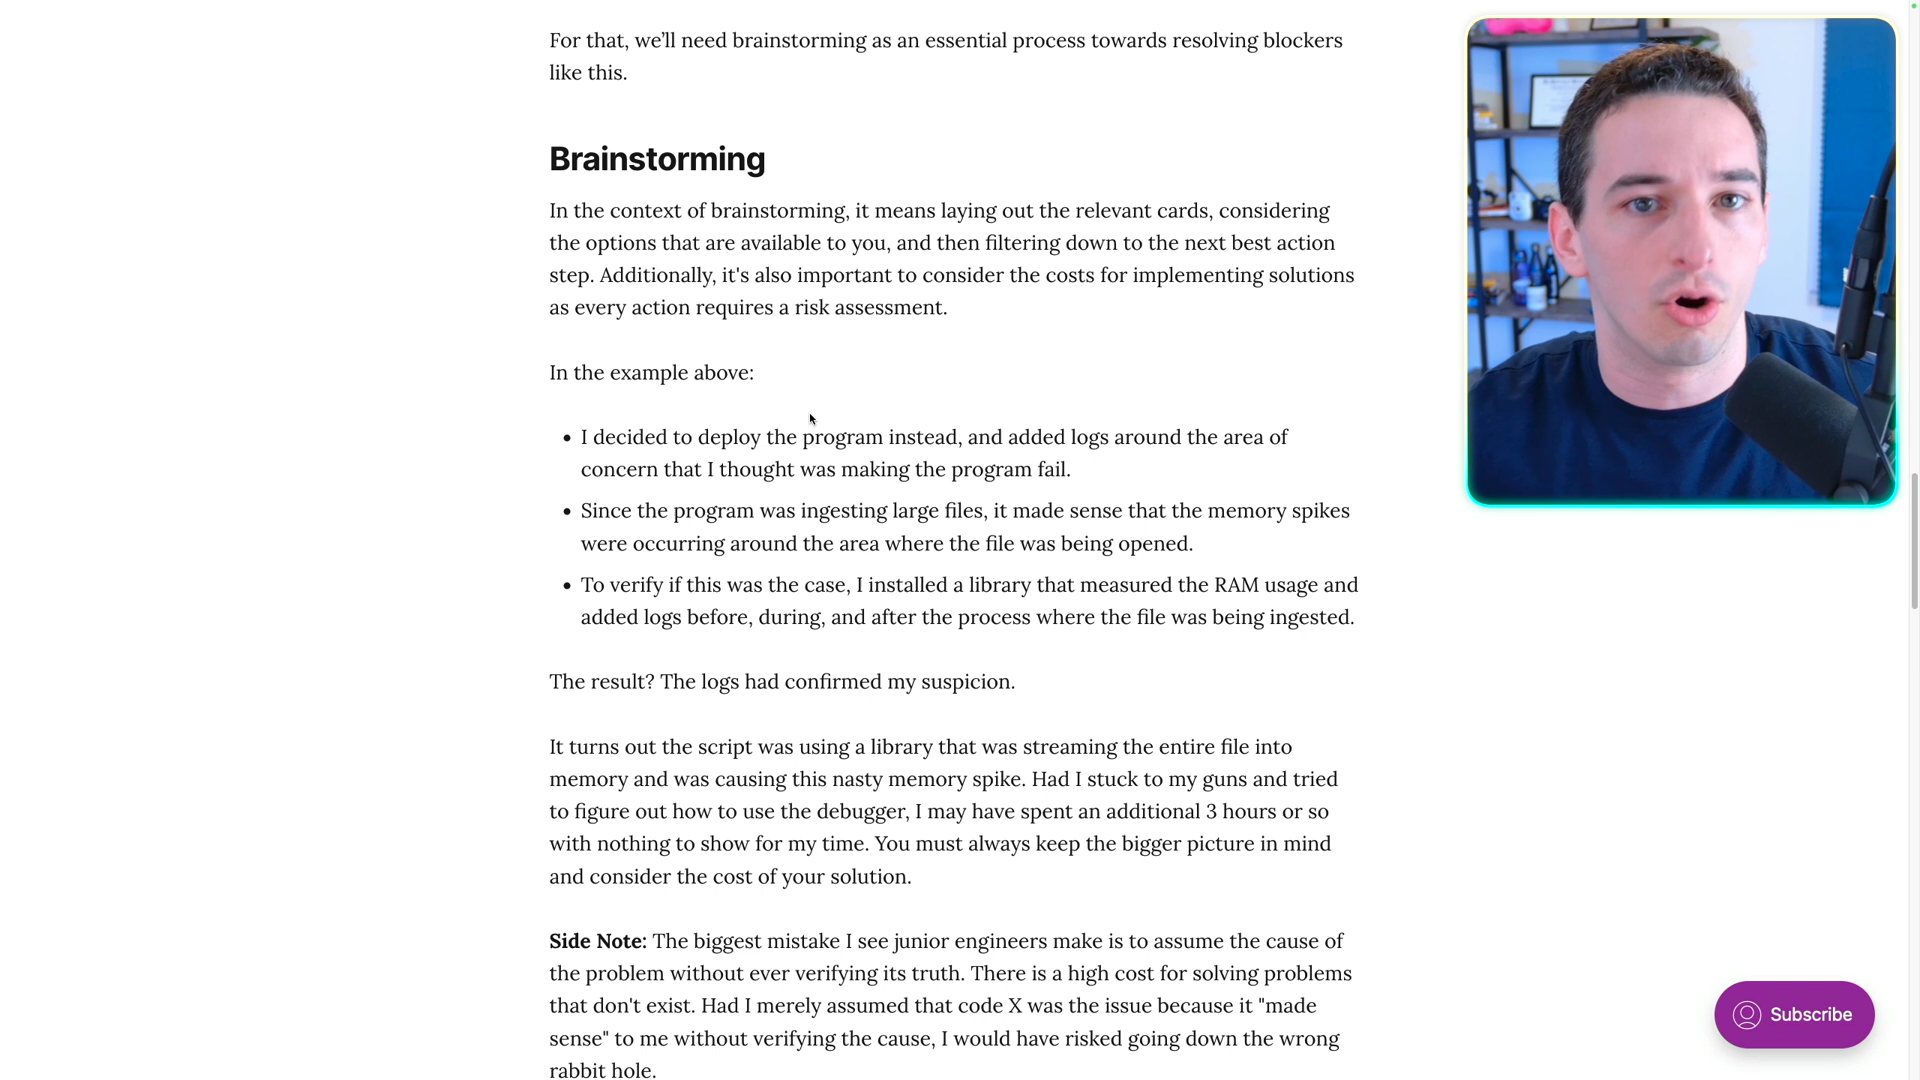 For that, we’ll need brainstorming as an essential process towards resolving blockers
like this.
Brainstorming
In the context of brainstorming, it means laying out the relevant cards, considering
the options that are available to you, and then filtering down to the next best action
step. Additionally, it's also important to consider the costs for implementing solutions
as every action requires a risk assessment.
In the example above:
• I decided to deploy the program instead, and added logs around the area of
concern that I thought was making the program fail.
• Since the program was ingesting large files, it made sense that the memory spikes
were occurring around the area where the file was being opened.
• To verify if this was the case, I installed a library that measured the RAM usage and
added logs before, during, and after the process where the file was being ingested.
The result? The logs had confirmed my suspicion.
It turns out the script was using a library that was streaming the entire file into
memory and was causing this nasty memory spike. Had I stuck to my guns and tried
to figure out how to use the debugger, I may have spent an additional 3 hours or so
with nothing to show for my time. You must always keep the bigger picture in mind
and consider the cost of your solution.
Side Note: The biggest mistake I see junior engineers make is to assume the cause of
the problem without ever verifying its truth. There is a high cost for solving problems
that don't exist. Had I merely assumed that code X was the issue because it "made
sense" to me without verifying the cause, I would have risked going down the wrong
rabbit hole.
Subscribe